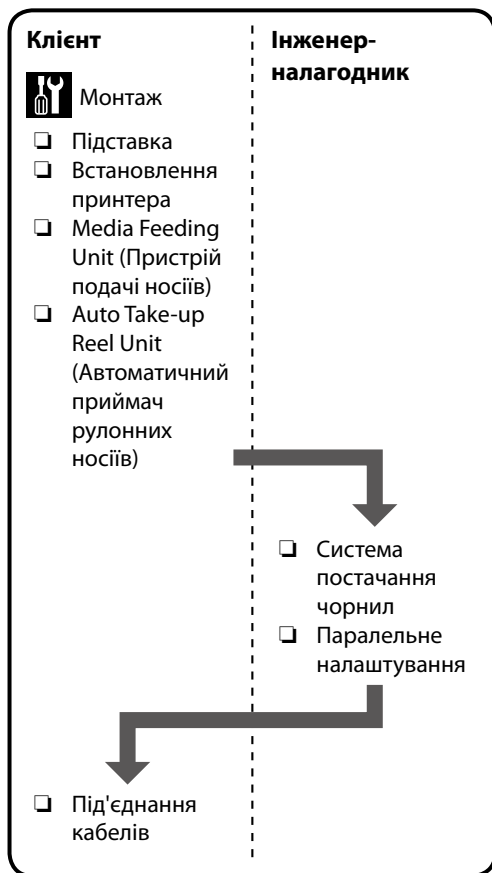 Клієнт
Інженер-
налагодник
Монтаж
❏ Підставка
❏ Встановлення
принтера
❏ Media Feeding
Unit (Пристрій
подачі носіїв)
❏ Auto Take-up
Reel Unit
(Автоматичний
приймач
рулонних
носіїв)
❏ Система
постачання
чорнил
❏ Паралельне
налаштування
❏ Під'єднання
кабелів